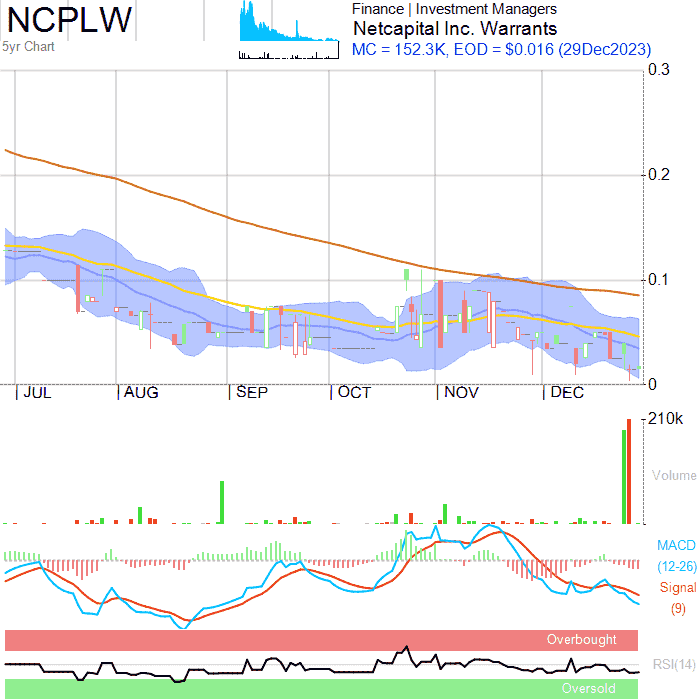 NCPLW
5yr Chart
Finance | Investment Managers
Netcapital Inc. Warrants
MC = 152.3K, EOD = $0.016 (29Dec2023)
0.3
0.2
0.1
0
JUL AUG SEP OCT NOV DEC
210k
Volume
MACD
(12-26)
Signal
(9)
Overbought
RSI(14)
Oversold